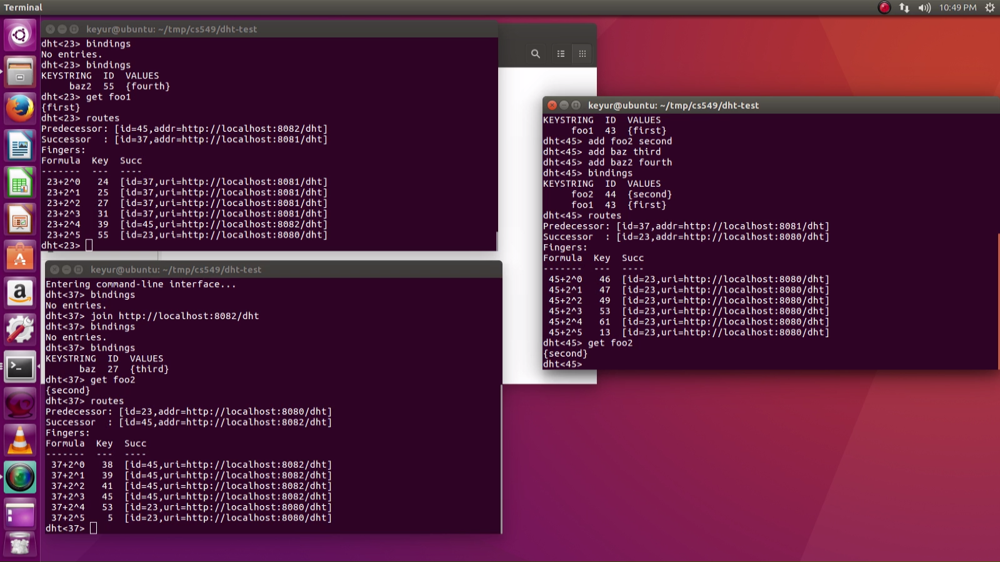 Terminal
10:49 PM
keyur@ubuntu: ~/tmp/cs549/dht-test
dht<23> bindings
No entries.
dht<23> bindings
KEYSTRING  ID  VALUES
baz2  55  {fourth}
dht<23> get foo1
{first}
dht<23> routes
Predecessor: [id=45,addr=http://localhost:8082/dht]
Successor  : [id=37,addr=http://localhost:8081/dht]
Fingers:
Formula  Key  Succ
-------  ---  ----
23+2^0   24  [id=37,uri=http://localhost:8081/dht]
23+2^1   25  [id=37,uri=http://localhost:8081/dht]
23+2^2   27  [id=37,uri=http://localhost:8081/dht]
23+2^3   31  [id=37,uri=http://localhost:8081/dht]
23+2^4   39  [id=45,uri=http://localhost:8082/dht]
23+2^5   55  [id=23,uri=http://localhost:8080/dht]
dht<23>
keyur@ubuntu: ~/tmp/cs549/dht-test
Entering command-line interface...
dht<37> bindings
No entries.
dht<37> join http://localhost:8082/dht
dht<37> bindings
No entries.
dht<37> bindings
KEYSTRING  ID  VALUES
baz  27  {third}
dht<37> get foo2
{second}
dht<37> routes
Predecessor: [id=23,addr=http://localhost:8080/dht]
Successor  : [id=45,addr=http://localhost:8082/dht]
Fingers:
Formula  Key  Succ
-------  ---  ----
37+2^0   38  [id=45,uri=http://localhost:8082/dht]
37+2^1   39  [id=45,uri=http://localhost:8082/dht]
37+2^2   41  [id=45,uri=http://localhost:8082/dht]
37+2^3   45  [id=45,uri=http://localhost:8082/dht]
37+2^4   53  [id=23,uri=http://localhost:8080/dht]
37+2^5    5  [id=23,uri=http://localhost:8080/dht]
dht<37>
keyur@ubuntu: ~/tmp/cs549/dht-test
KEYSTRING  ID  VALUES
foo1  43  {first}
dht<45> add foo2 second
dht<45> add baz third
dht<45> add baz2 fourth
dht<45> bindings
KEYSTRING  ID  VALUES
foo2  44  {second}
foo1  43  {first}
dht<45> routes
Predecessor: [id=37,addr=http://localhost:8081/dht]
Successor  : [id=23,addr=http://localhost:8080/dht]
Fingers:
Formula  Key  Succ
-------  ---  ----
45+2^0   46  [id=23,uri=http://localhost:8080/dht]
45+2^1   47  [id=23,uri=http://localhost:8080/dht]
45+2^2   49  [id=23,uri=http://localhost:8080/dht]
45+2^3   53  [id=23,uri=http://localhost:8080/dht]
45+2^4   61  [id=23,uri=http://localhost:8080/dht]
45+2^5   13  [id=23,uri=http://localhost:8080/dht]
dht<45> get foo2
{second}
dht<45>